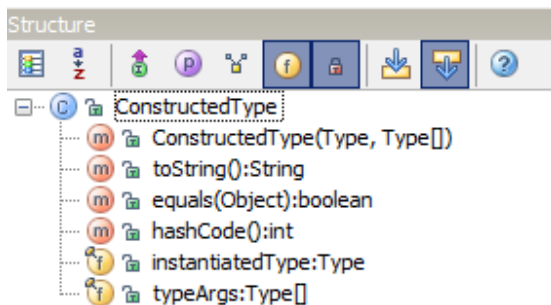 Structure
a
z
p
f
?
C ConstructedType
m ConstructedType(Type, Type[])
m toString():String
m equals(Object):boolean
m hashCode():int
f instantiatedType:Type
f typeArgs:Type[]